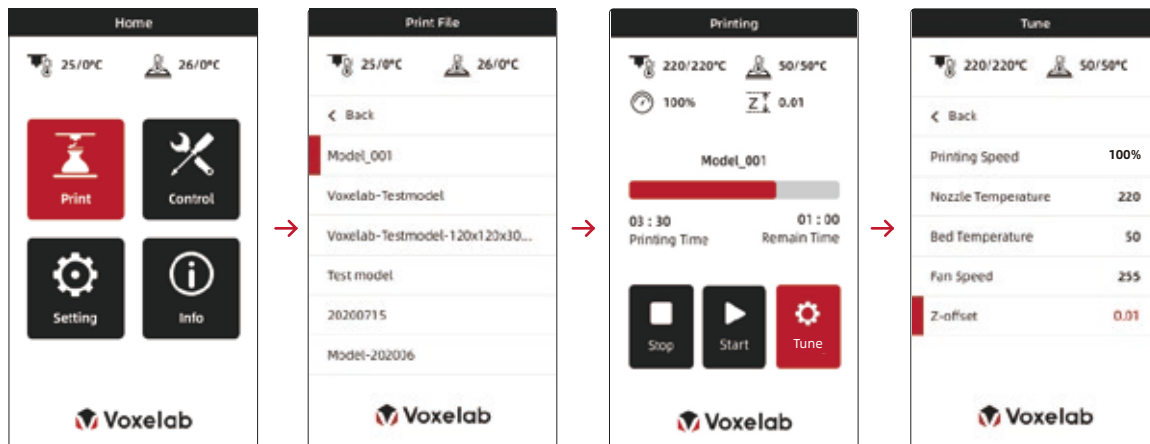 Home
25/0°C
26/0°C
Print
Control
Setting
Info
Voxelab
Print File
25/0°C
26/0°C
< Back
Model_001
Voxelab-Testmodel
Voxelab-Testmodel-120x120x30...
Test model
20200715
Model-202006
Voxelab
Printing
220/220°C
50/50°C
100%
Z 0.01
Model_001
03 : 30
Printing Time
01 : 00
Remain Time
Stop
Start
Tune
Voxelab
Tune
220/220°C
50/50°C
< Back
Printing Speed 100%
Nozzle Temperature 220
Bed Temperature 50
Fan Speed 255
Z-offset 0.01
Voxelab